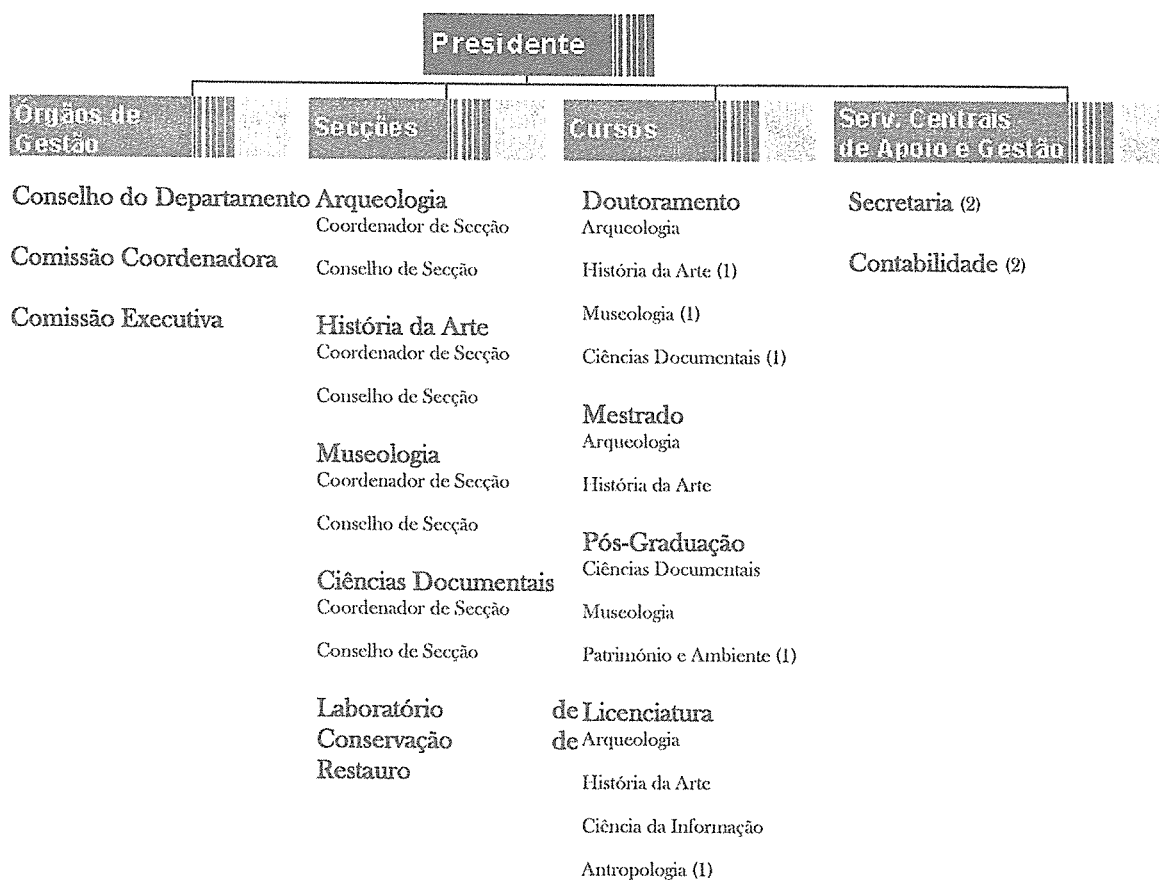 Presidente
Órgãos de
Gestão
Secções
Cursos
Serv. Centrais
de Apoio e Gestão
Conselho do Departamento
Comissão Coordenadora
Comissão Executiva
Arqueologia
Coordenador de Secção
Conselho de Secção
História da Arte
Coordenador de Secção
Conselho de Secção
Museologia
Coordenador de Secção
Conselho de Secção
Ciências Documentais
Coordenador de Secção
Conselho de Secção
Laboratório de
Conservação de
Restauro
Doutoramento
Arqueologia
História da Arte (1)
Museologia (1)
Ciências Documentais (1)
Mestrado
Arqueologia
História da Arte
Pós-Graduação
Ciências Documentais
Museologia
Património e Ambiente (1)
Licenciatura
Arqueologia
História da Arte
Ciência da Informação
Antropologia (1)
Secretaria (2)
Contabilidade (2)